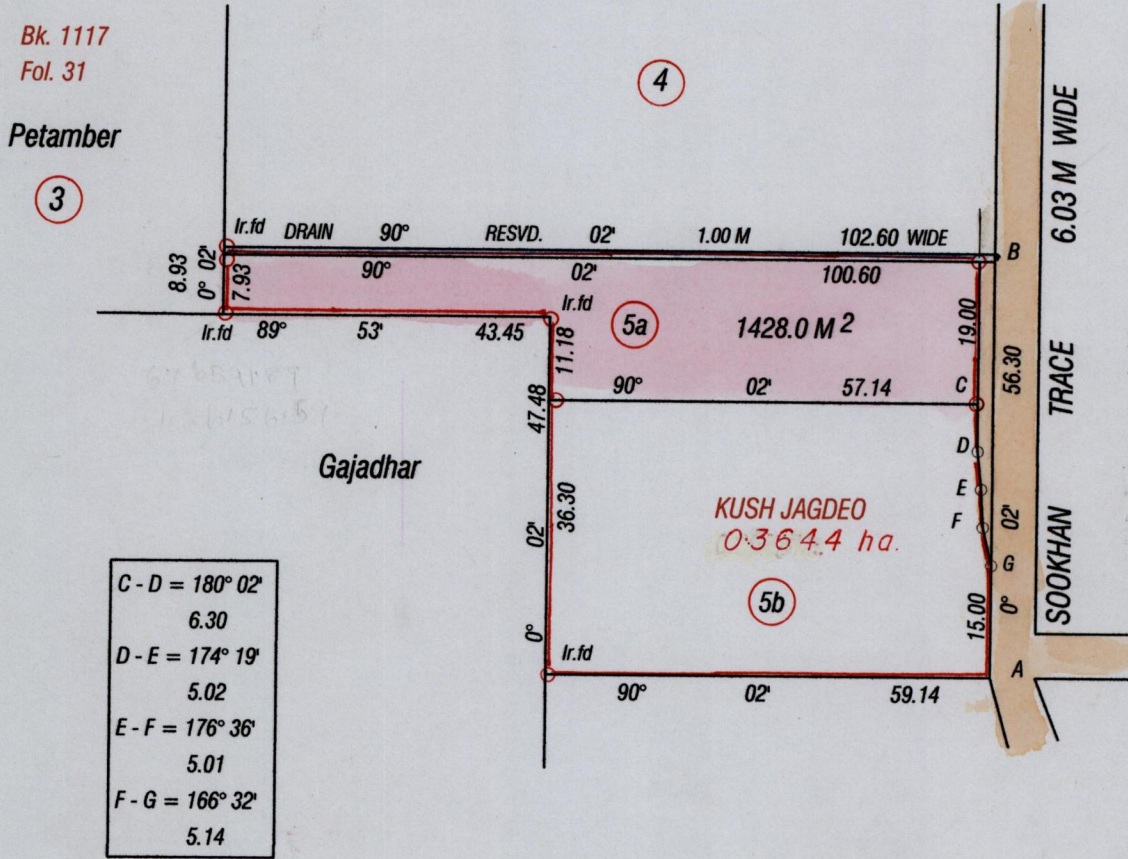 Bk. 1117
Fol. 31
4
Petamber
3
Ir.fd DRAIN 90° RESVD. 02' 1.00 M 102.60 WIDE B
8.93
0° 02'
7.93
90° 02' 100.60
Ir.fd 89° 53' 43.45
Ir.fd
5a
1428.0 M²
19.00
56.30
11.18
90° 02' 57.14 C
47.48
D
E
F
G
Gajadhar
36.30
0° 02'
KUSH JAGDEO
0.3644 ha.
5b
15.00
0° 02'
Ir.fd
A
90° 02' 59.14
SOOKHAN TRACE 6.03 M WIDE
C - D = 180° 02'
6.30
D - E = 174° 19'
5.02
E - F = 176° 36'
5.01
F - G = 166° 32'
5.14